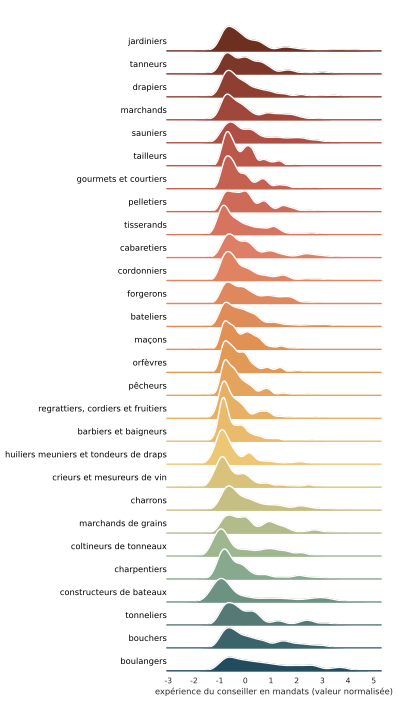 jardiniers
tanneurs
drapiers
marchands
sauniers
tailleurs
gourmets et courtiers
pelletiers
tisserands
cabaretiers
cordonniers
forgerons
bateliers
maçons
orfèvres
pêcheurs
regrattiers, cordiers et fruitiers
barbiers et baigneurs
huiliers meuniers et tondeurs de draps
crieurs et mesureurs de vin
charrons
marchands de grains
coltineurs de tonneaux
charpentiers
constructeurs de bateaux
tonneliers
bouchers
boulangers
-3 -2 -1 0 1 2 3 4 5
expérience du conseiller en mandats (valeur normalisée)